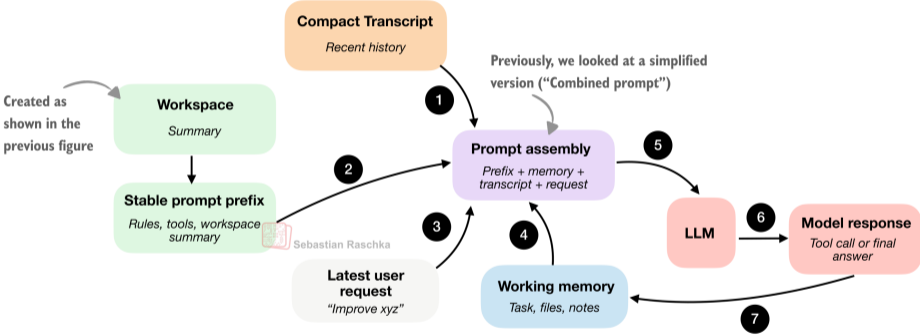 Compact Transcript
Recent history
Previously, we looked at a simplified
version (“Combined prompt”)
Created as
shown in the
previous figure
Workspace
Summary
1
Prompt assembly
Prefix + memory +
transcript + request
5
2
Stable prompt prefix
Rules, tools, workspace
summary
Sebastian Raschka
3
4
LLM
6
Model response
Tool call or final
answer
Latest user
request
“Improve xyz”
Working memory
Task, files, notes
7